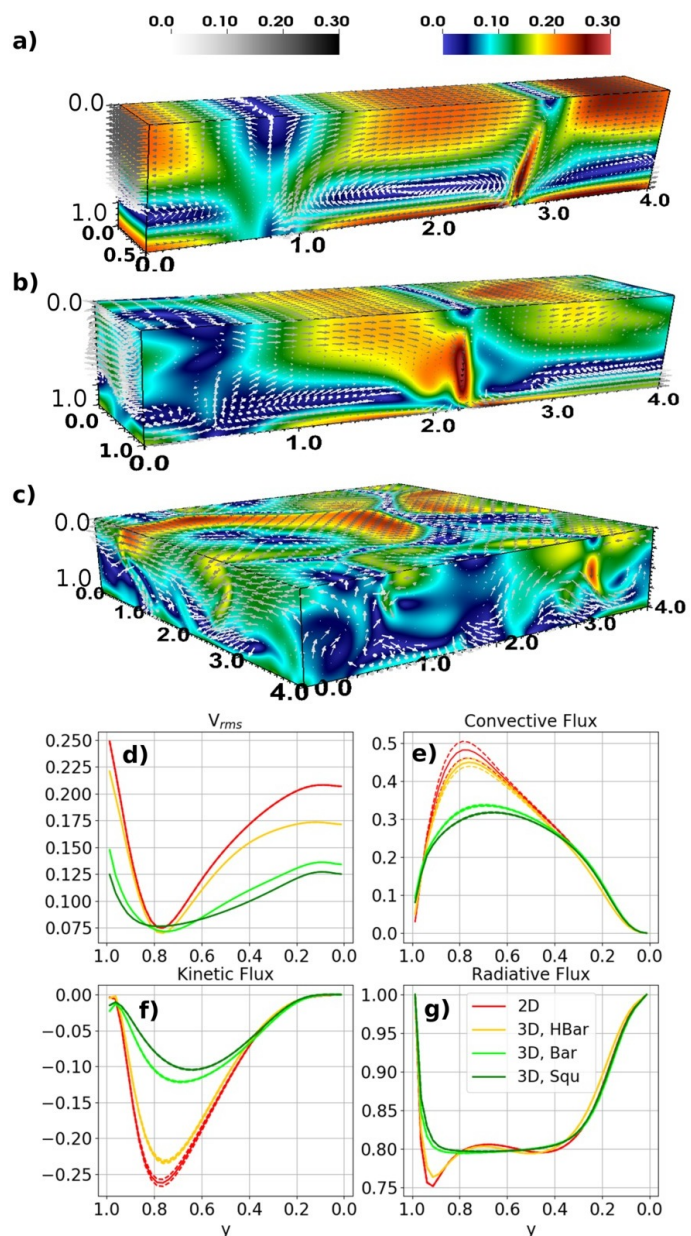 0.0 0.10 0.30 0.0 0.10 0.20 0.30
a)
0.0
1.0
0.0
0.5
0.0
1.0
2.0
3.0
4.0
b)
0.0
1.0
0.0
1.0
0.0
1.0
2.0
3.0
4.0
c)
0.0
1.0
0.0
1.0
2.0
3.0
4.0
0.0
1.0
2.0
3.0
4.0
Vrms
d)
0.250
0.225
0.200
0.175
0.150
0.125
0.100
0.075
1.0 0.8 0.6 0.4 0.2 0.0
Convective Flux
e)
0.5
0.4
0.3
0.2
0.1
0.0
1.0 0.8 0.6 0.4 0.2 0.0
Kinetic Flux
f)
0.00
−0.05
−0.10
−0.15
−0.20
−0.25
1.0 0.8 0.6 0.4 0.2 0.0
y
Radiative Flux
g)
2D
3D, HBar
3D, Bar
3D, Squ
1.00
0.95
0.90
0.85
0.80
0.75
1.0 0.8 0.6 0.4 0.2 0.0
y